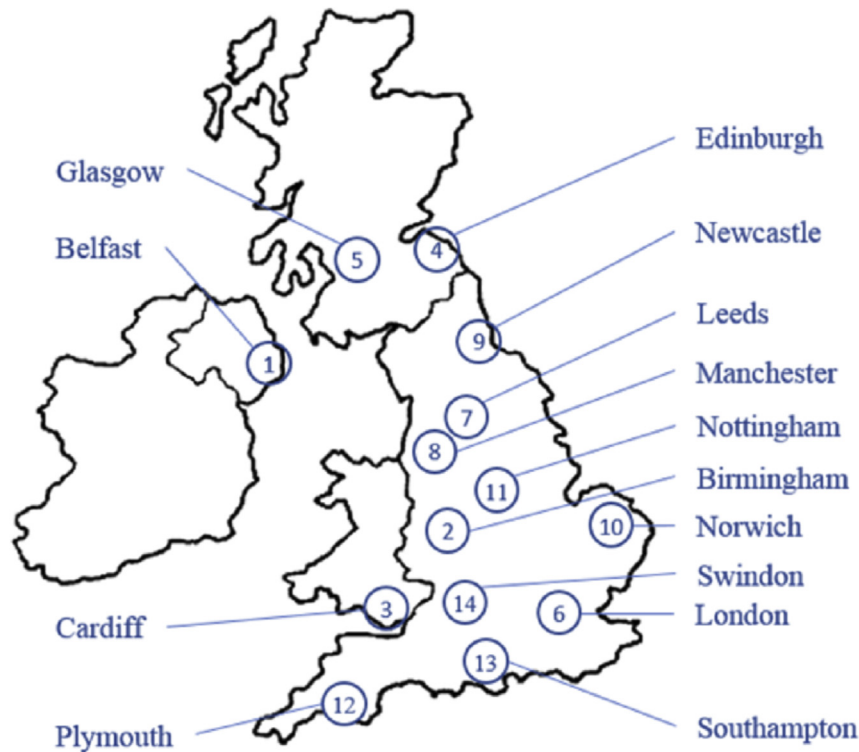 Edinburgh
Glasgow
Newcastle
Belfast
4
5
Leeds
9
1
Manchester
7
Nottingham
8
Birmingham
11
2
10
Norwich
Swindon
14
3
6
London
Cardiff
13
12
Southampton
Plymouth